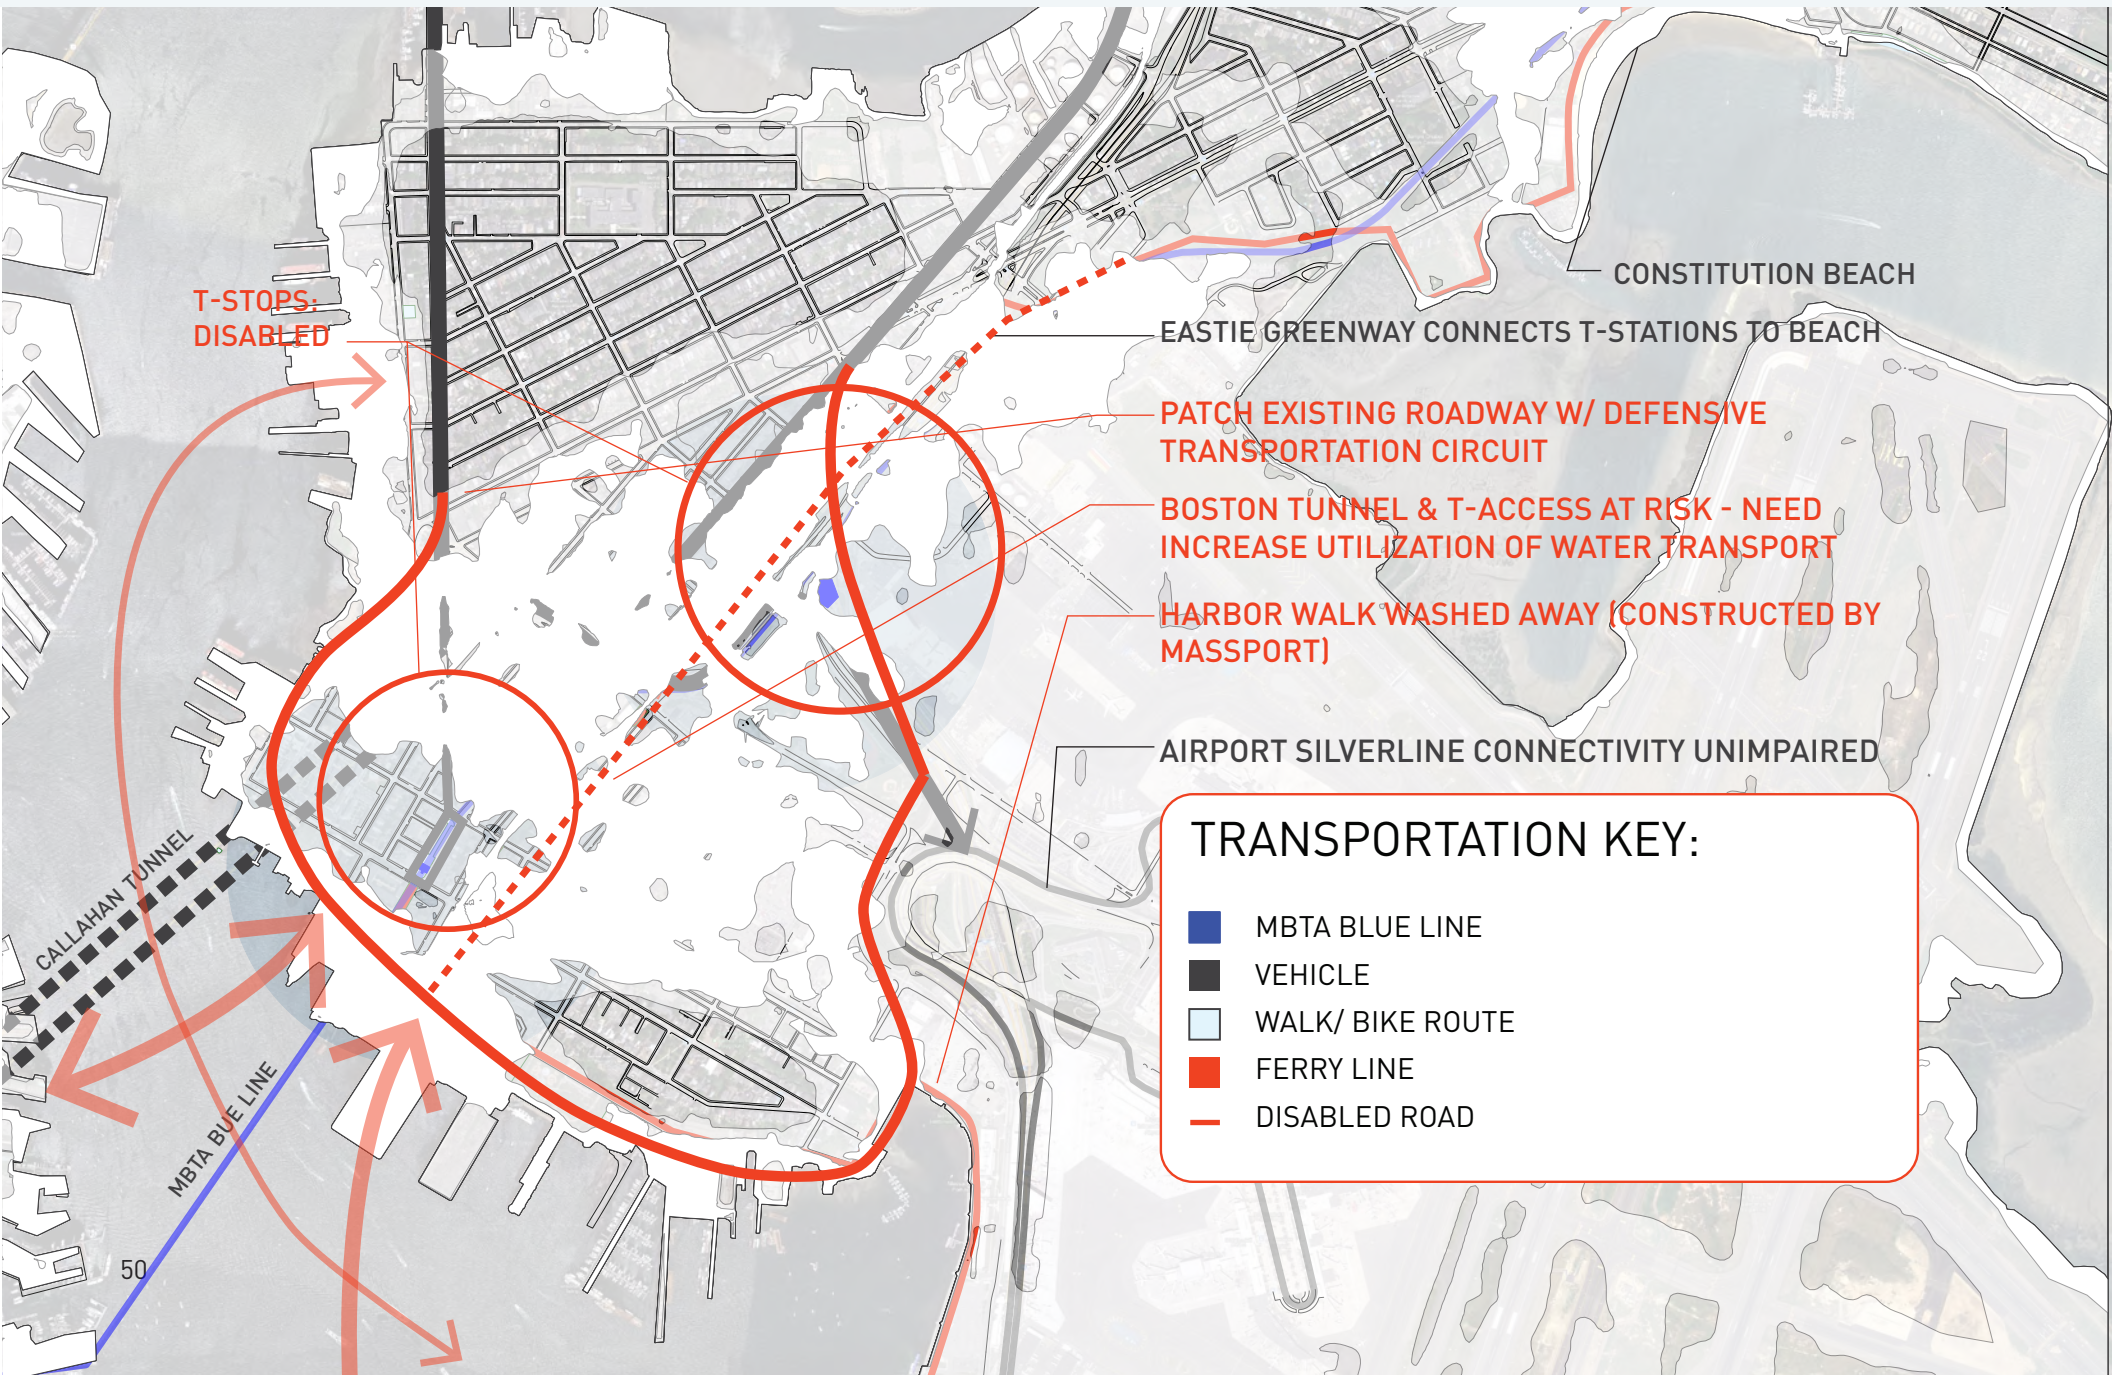 T-STOPS:
DISABLED
CONSTITUTION BEACH
EASTIE GREENWAY CONNECTS T-STATIONS TO BEACH
PATCH EXISTING ROADWAY W/ DEFENSIVE
TRANSPORTATION CIRCUIT
BOSTON TUNNEL & T-ACCESS AT RISK - NEED
INCREASE UTILIZATION OF WATER TRANSPORT
HARBOR WALK WASHED AWAY (CONSTRUCTED BY
MASSPORT)
AIRPORT SILVERLINE CONNECTIVITY UNIMPAIRED
TRANSPORTATION KEY:
MBTA BLUE LINE
VEHICLE
WALK/ BIKE ROUTE
FERRY LINE
DISABLED ROAD
CALLAHAN TUNNEL
MBTA BUE LINE
50